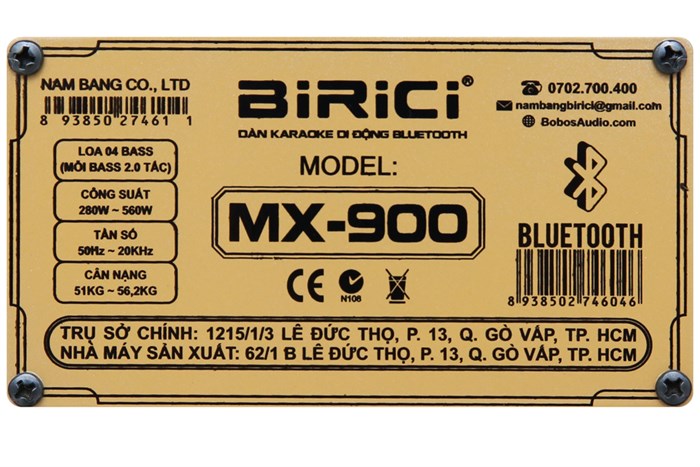 NAM BANG CO., LTD
8 93850 27461 1
BiRiCi®
DÀN KARAOKE DI ĐỘNG BLUETOOTH
0702.700.400
nambangbirici@gmail.com
BobosAudio.com
LOA 04 BASS
(MỖI BASS 2.0 TẤC)
CÔNG SUẤT
280W ~ 560W
TẦN SỐ
50Hz ~ 20KHz
CÂN NẶNG
51KG ~ 56,2KG
MODEL:
MX-900
CE
N108
BLUETOOTH
8 938502 746046
TRỤ SỞ CHÍNH: 1215/1/3 LÊ ĐỨC THỌ, P. 13, Q. GÒ VẤP, TP. HCM
NHÀ MÁY SẢN XUẤT: 62/1 B LÊ ĐỨC THỌ, P. 13, Q. GÒ VẤP, TP. HCM